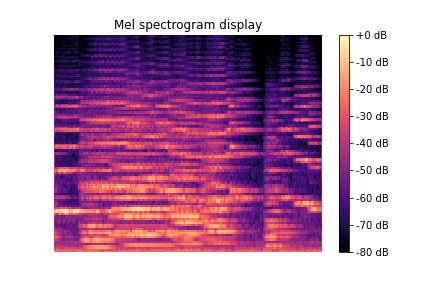 Mel spectrogram display
+0 dB
-10 dB
-20 dB
-30 dB
-40 dB
-50 dB
-60 dB
-70 dB
-80 dB